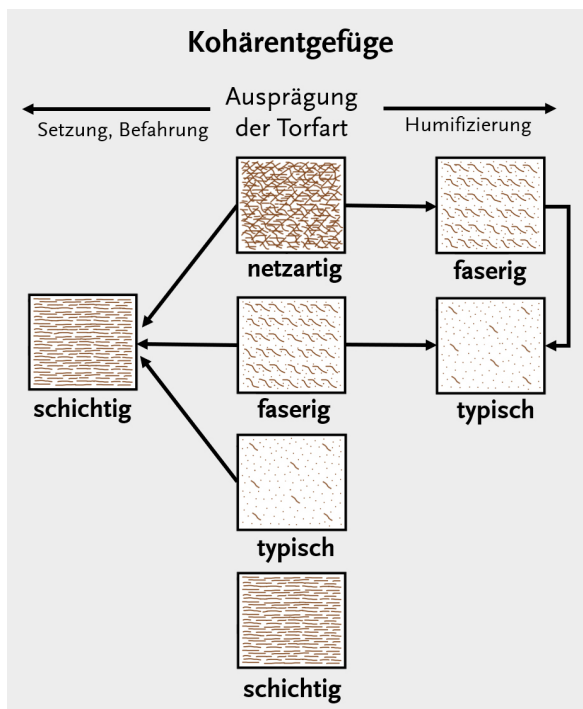 Kohärentgefüge
Ausprägung
der Torfart
Setzung, Befahrung
Humifizierung
netzartig
faserig
schichtig
faserig
typisch
typisch
schichtig